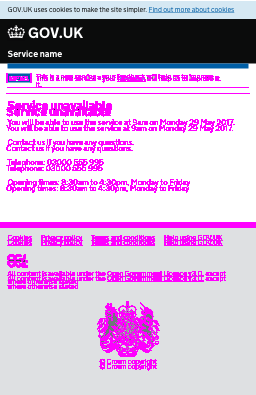 GOV.UK uses cookies to make the site simpler. Find out more about cookies
GOV.UK
Service name
This is a new service – your feedback will help us to improve
it.
Service unavailable
You will be able to use the service at 9am on Monday 29 May 2017.
Contact us if you have any questions.
Telephone: 03000 555 995
Opening times: 8:30am to 4:30pm, Monday to Friday
Cookies Privacy policy Terms and conditions Help using GOV.UK
OGL
All content is available under the Open Government Licence v3.0, except
where otherwise stated
© Crown copyright